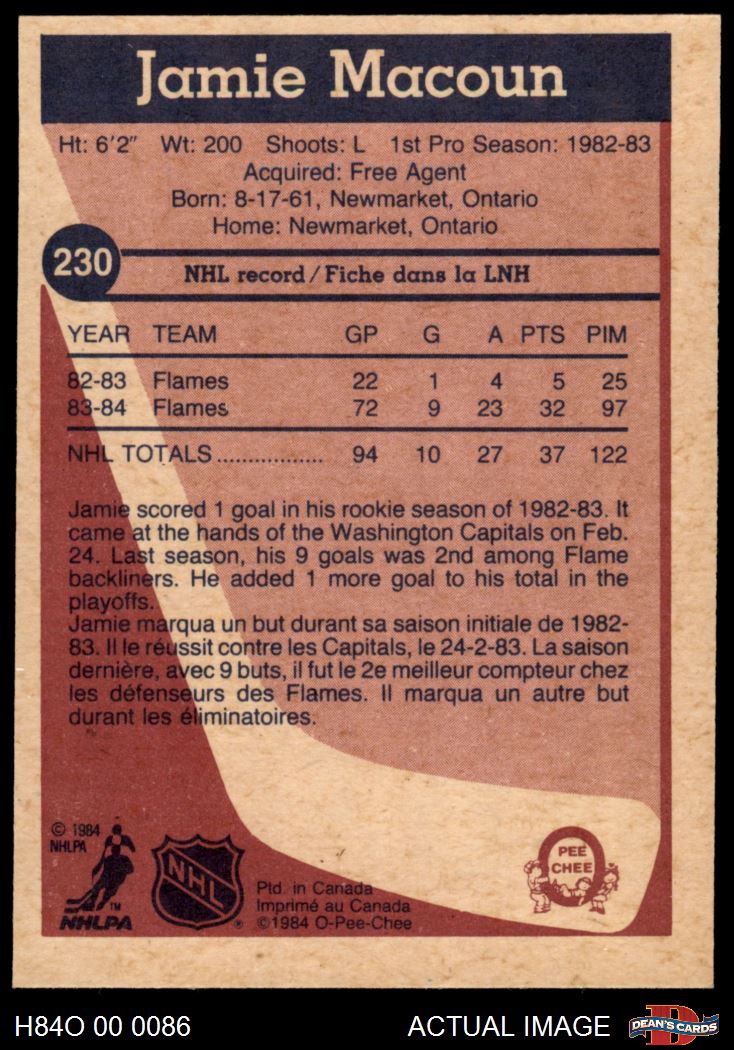 Jamie Macoun
Ht: 6'2" Wt: 200 Shoots: L 1st Pro Season: 1982-83
Acquired: Free Agent
Born: 8-17-61, Newmarket, Ontario
Home: Newmarket, Ontario
230
NHL record/Fiche dans la LNH
YEAR TEAM GP G A PTS PIM
82-83 Flames 22 1 4 5 25
83-84 Flames 72 9 23 32 97
NHL TOTALS.................. 94 10 27 37 122
Jamie scored 1 goal in his rookie season of 1982-83. It
came at the hands of the Washington Capitals on Feb.
24. Last season, his 9 goals was 2nd among Flame
backliners. He added 1 more goal to his total in the
playoffs.
Jamie marqua un but durant sa saison initiale de 1982-
83. Il le réussit contre les Capitals, le 24-2-83. La saison
dernière, avec 9 buts, il fut le 2e meilleur compteur chez
les défenseurs des Flames. Il marqua un autre but
durant les éliminatoires.
© 1984
NHLPA
TM
NHLPA
NHL
®
Ptd. in Canada
Imprimé au Canada
©1984 O-Pee-Chee
PEE
CHEE
H84O 00 0086
ACTUAL IMAGE
D
DEAN'S CARDS